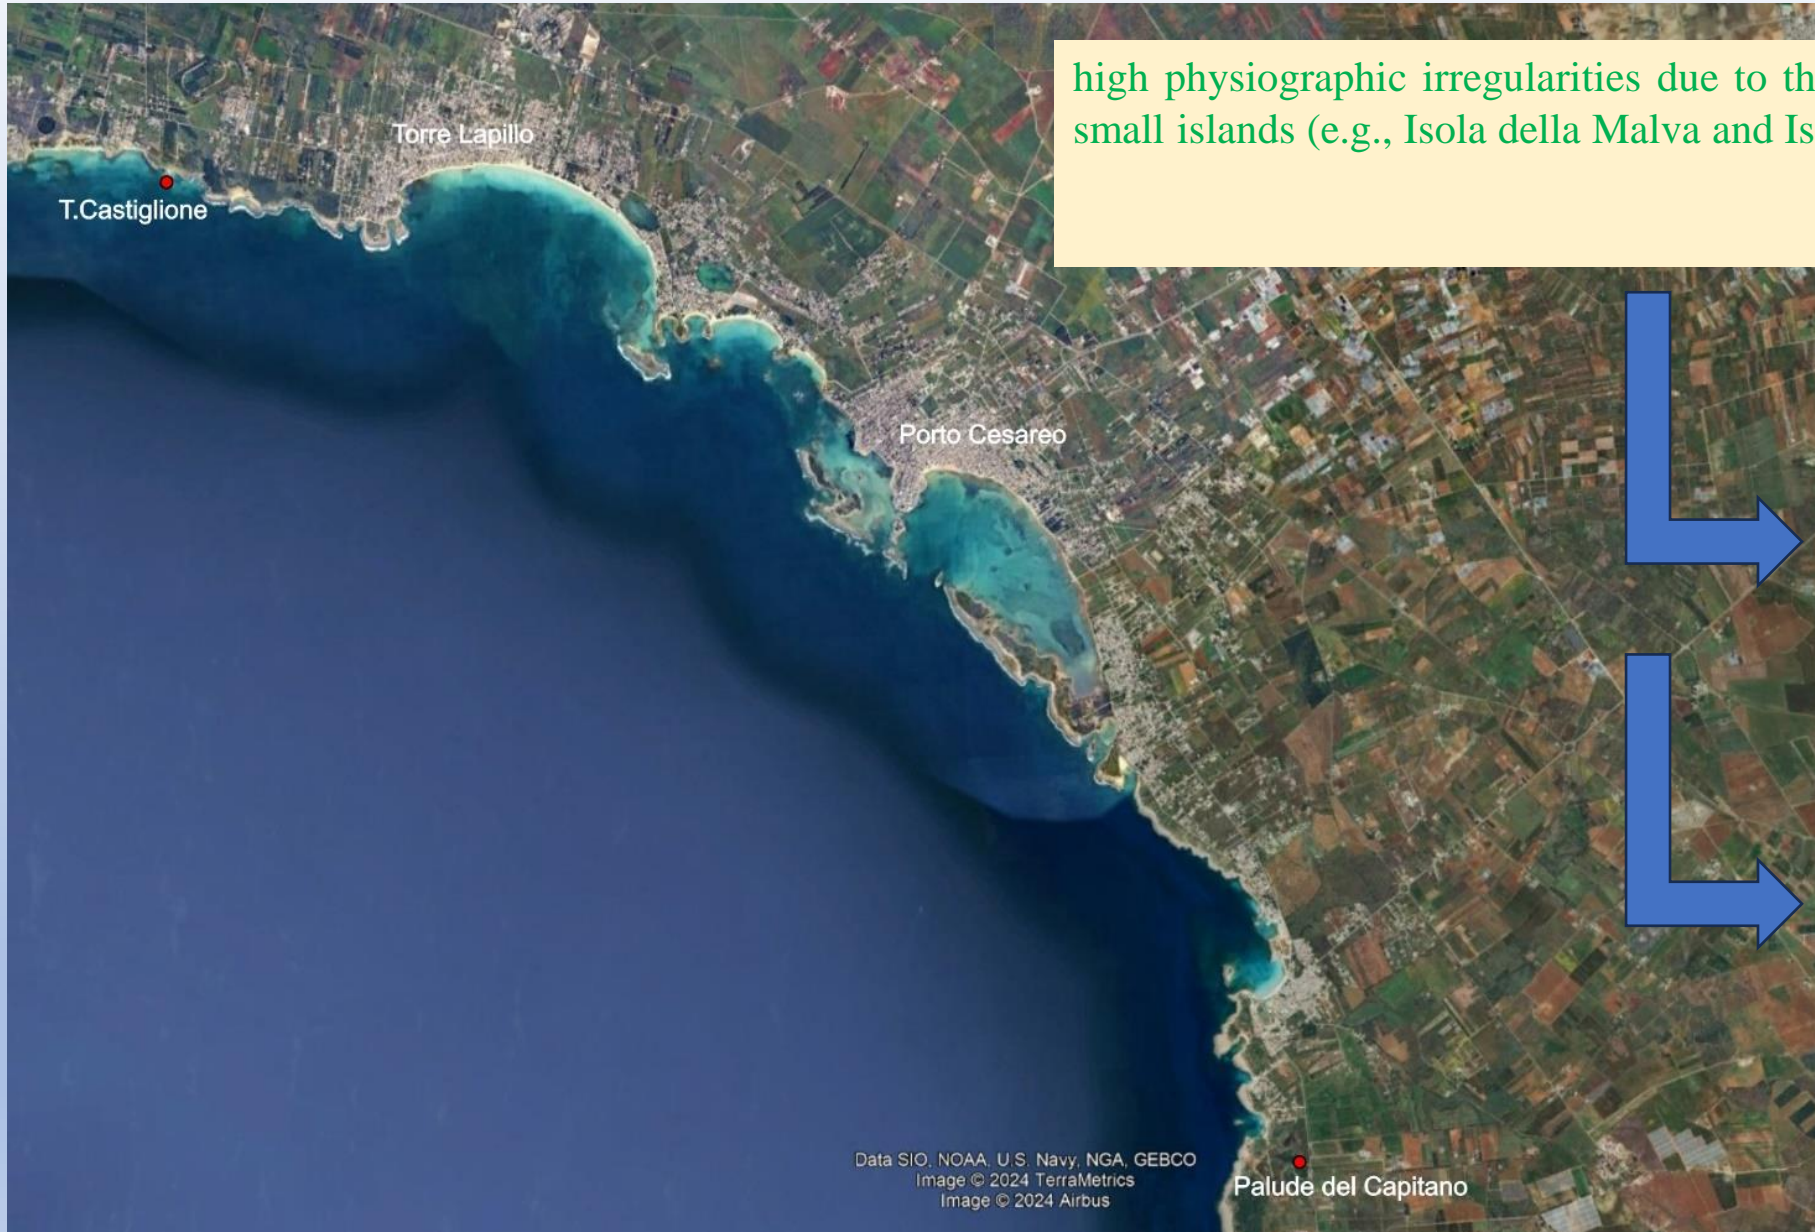 high physiographic irregularities due to th
small islands (e.g., Isola della Malva and Is
Torre Lapillo
T.Castiglione
Porto Cesareo
Data SIO, NOAA, U.S. Navy, NGA, GEBCO
Image © 2024 TerraMetrics
Image © 2024 Airbus
Palude del Capitano